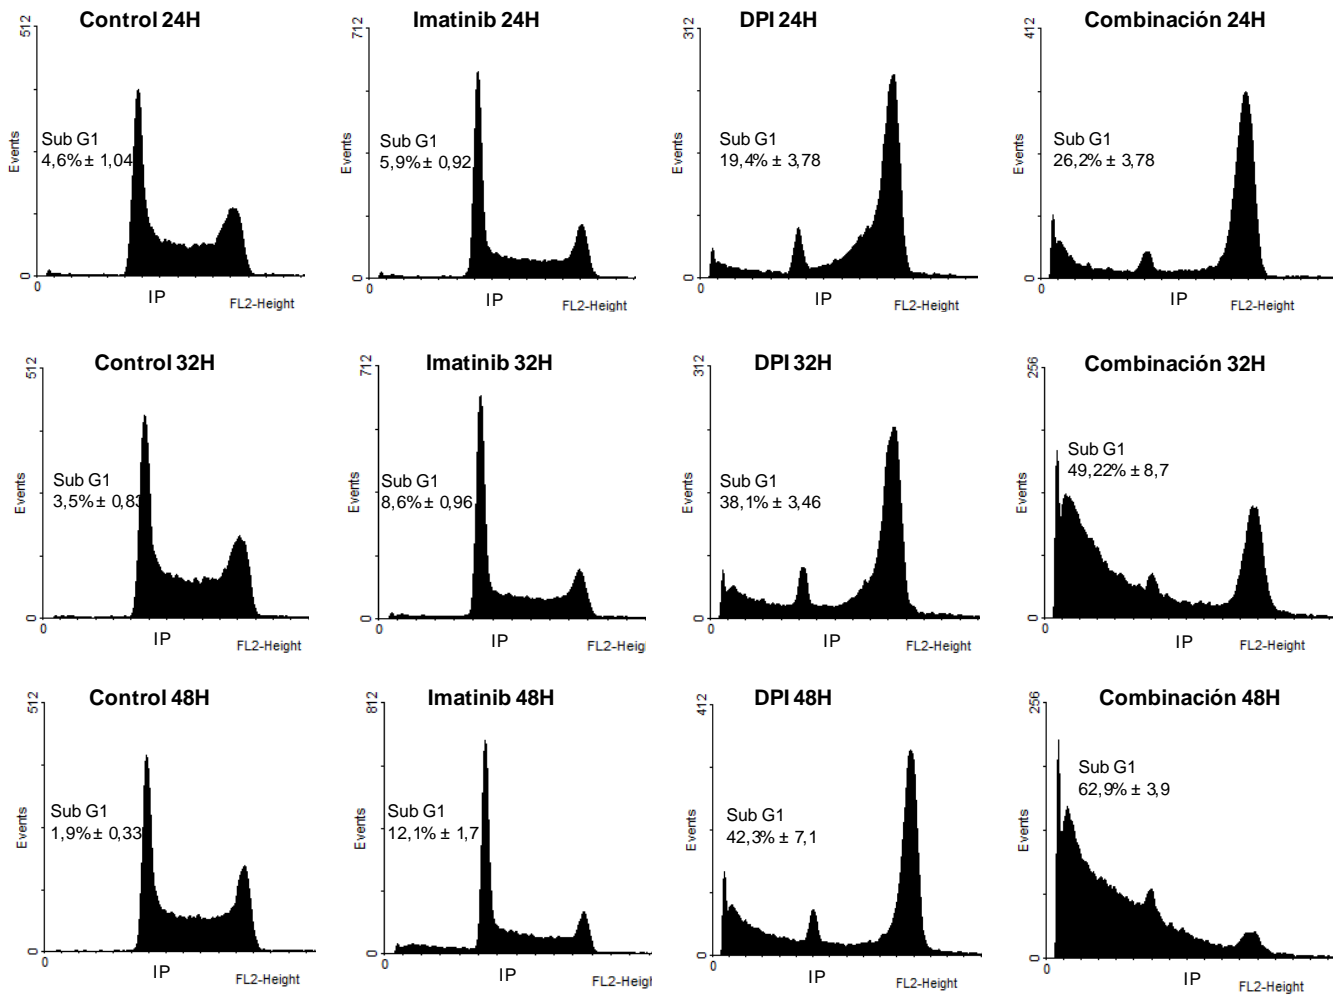 Control 24H
512
Events
Sub G1
4,6% ± 1,04
0
0
IP
FL2-Height
Imatinib 24H
712
Events
Sub G1
5,9% ± 0,92
0
0
IP
FL2-Height
DPI 24H
312
Events
Sub G1
19,4% ± 3,78
0
0
IP
FL2-Height
Combinación 24H
412
Events
Sub G1
26,2% ± 3,78
0
0
IP
FL2-Height
Control 32H
512
Events
Sub G1
3,5% ± 0,83
0
0
IP
FL2-Height
Imatinib 32H
712
Events
Sub G1
8,6% ± 0,96
0
0
IP
FL2-Heig
DPI 32H
312
Events
Sub G1
38,1% ± 3,46
0
0
IP
FL2-Height
Combinación 32H
256
Events
Sub G1
49,22% ± 8,7
0
0
IP
FL2-Height
Control 48H
512
Events
Sub G1
1,9% ± 0,33
0
0
IP
FL2-Height
Imatinib 48H
812
Events
Sub G1
12,1% ± 1,7
0
0
IP
FL2-Height
DPI 48H
412
Events
Sub G1
42,3% ± 7,1
0
0
IP
FL2-Height
Combinación 48H
256
Events
Sub G1
62,9% ± 3,9
0
0
IP
FL2-Height